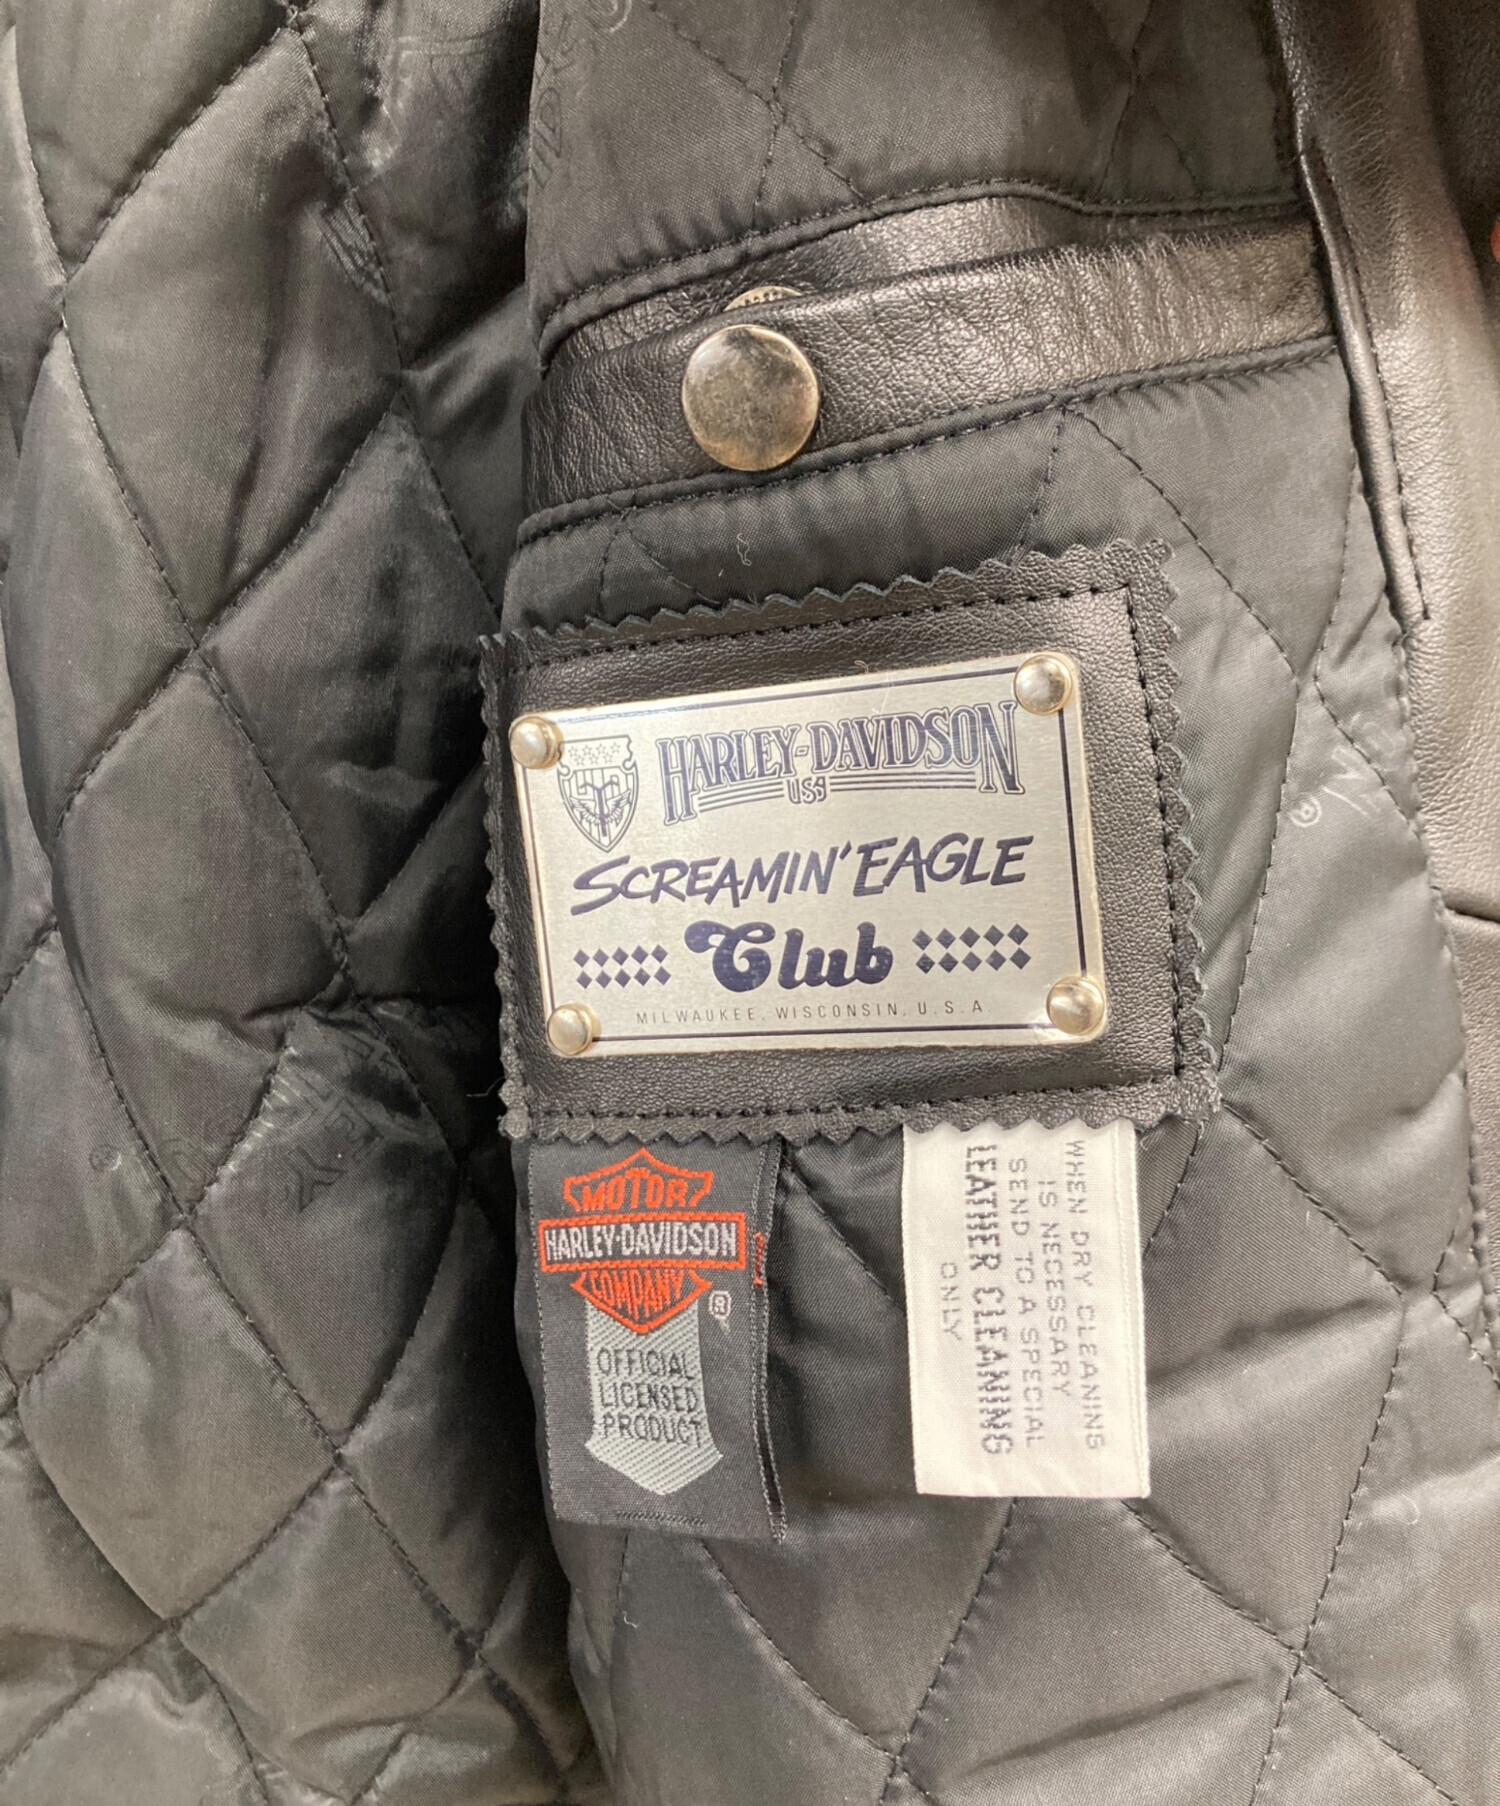 HARLEY-DAVIDSON
USA
SCREAMIN' EAGLE
Club
MILWAUKEE, WISCONSIN, U.S.A
MOTOR
HARLEY-DAVIDSON
COMPANY
®
OFFICIAL
LICENSED
PRODUCT
WHEN DRY CLEANING
IS NECESSARY
SEND TO A SPECIAL
LEATHER CLEANING
ONLY
®